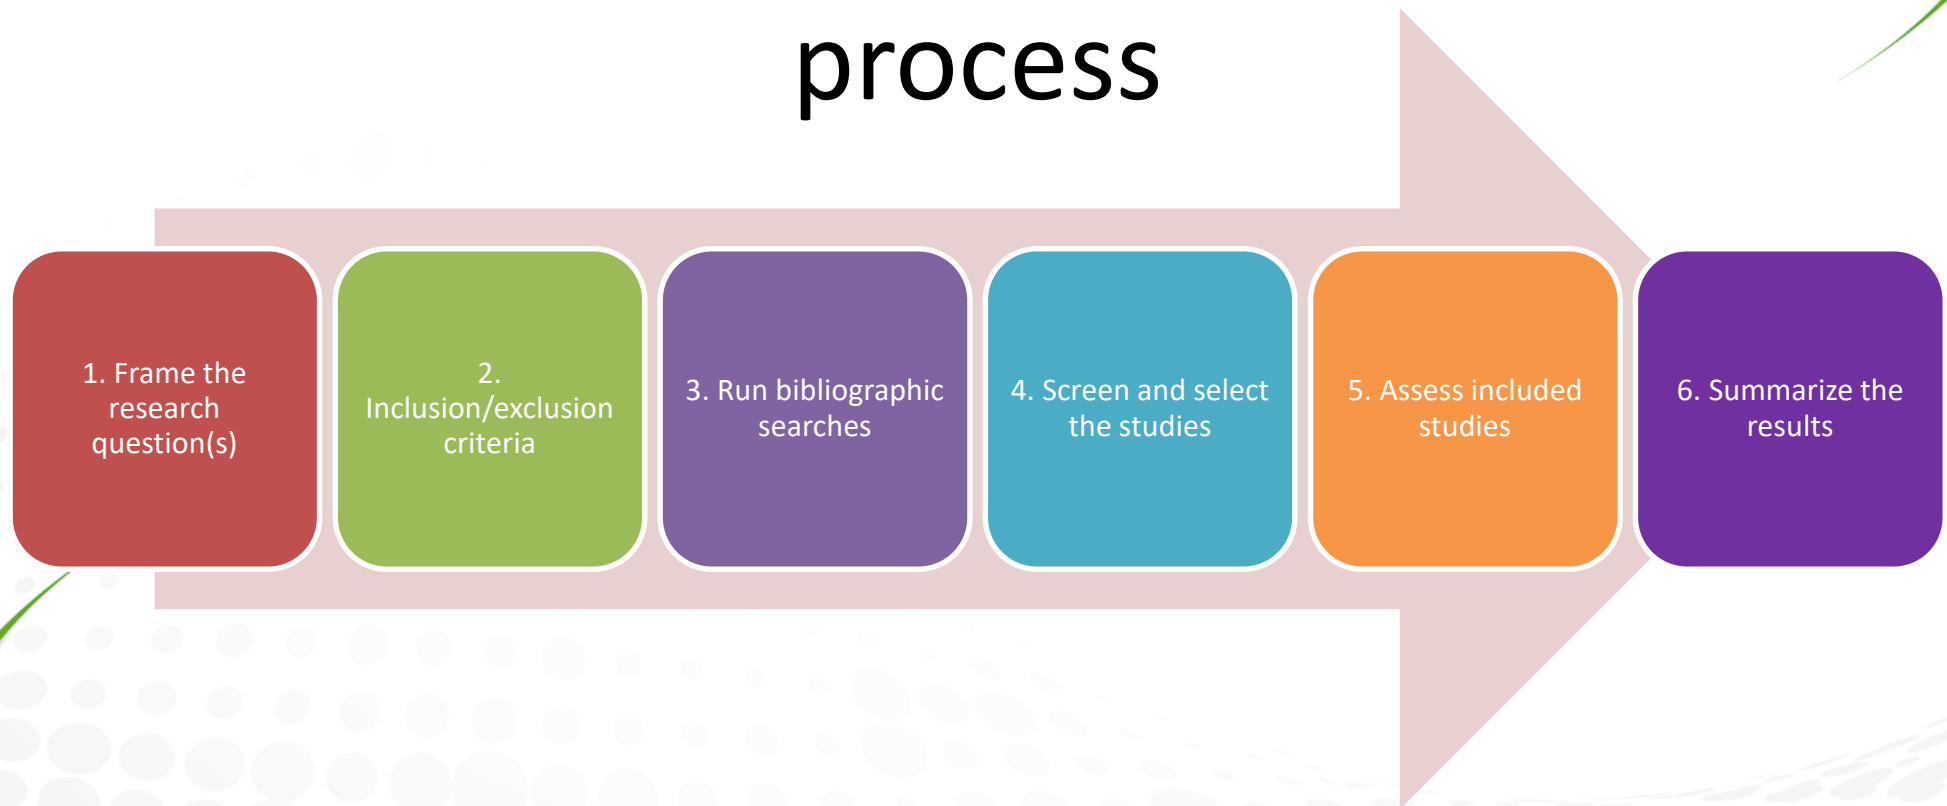 process
1. Frame the
research
question(s)
2.
Inclusion/exclusion
criteria
3. Run bibliographic
searches
4. Screen and select
the studies
5. Assess included
studies
6. Summarize the
results